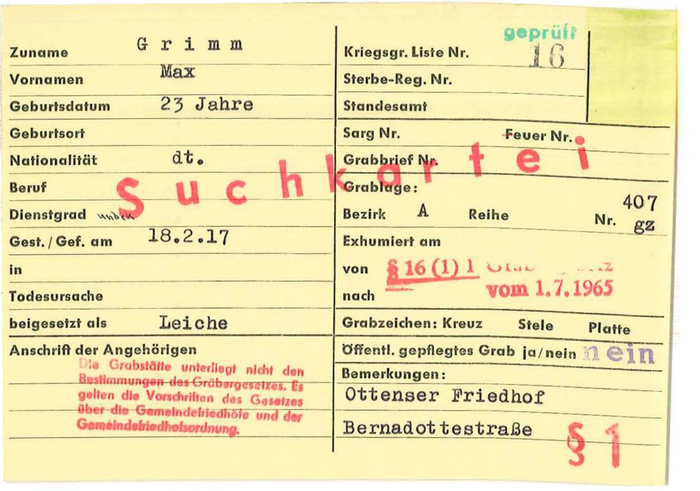 Zuname Grimm
Vornamen Max
Geburtsdatum 23 Jahre
Geburtsort
Nationalität dt.
Beruf
Dienstgrad
Gest./Gef. am 18.2.17
in
Todesursache
beigesetzt als Leiche
Anschrift der Angehörigen
Die Grabstätte unterliegt nicht den
Bestimmungen des Gräbergesetzes. Es
gelten die Vorschriften des Gesetzes
über die Gemeindefriedhöfe und der
Gemeindefriedhofsordnung.
Suchkartei
geprüft
Kriegsgr. Liste Nr. 16
Sterbe-Reg. Nr.
Standesamt
Sarg Nr. Feuer Nr.
Grabbrief Nr.
Grablage:
407
Bezirk A Reihe Nr. gz
Exhumiert am
von § 16 (1) 1
nach vom 1.7.1965
Grabzeichen: Kreuz Stele Platte
Öffentl. gepflegtes Grab ja/nein nein
Bemerkungen:
Ottenser Friedhof
Bernadottestraße
§ 1